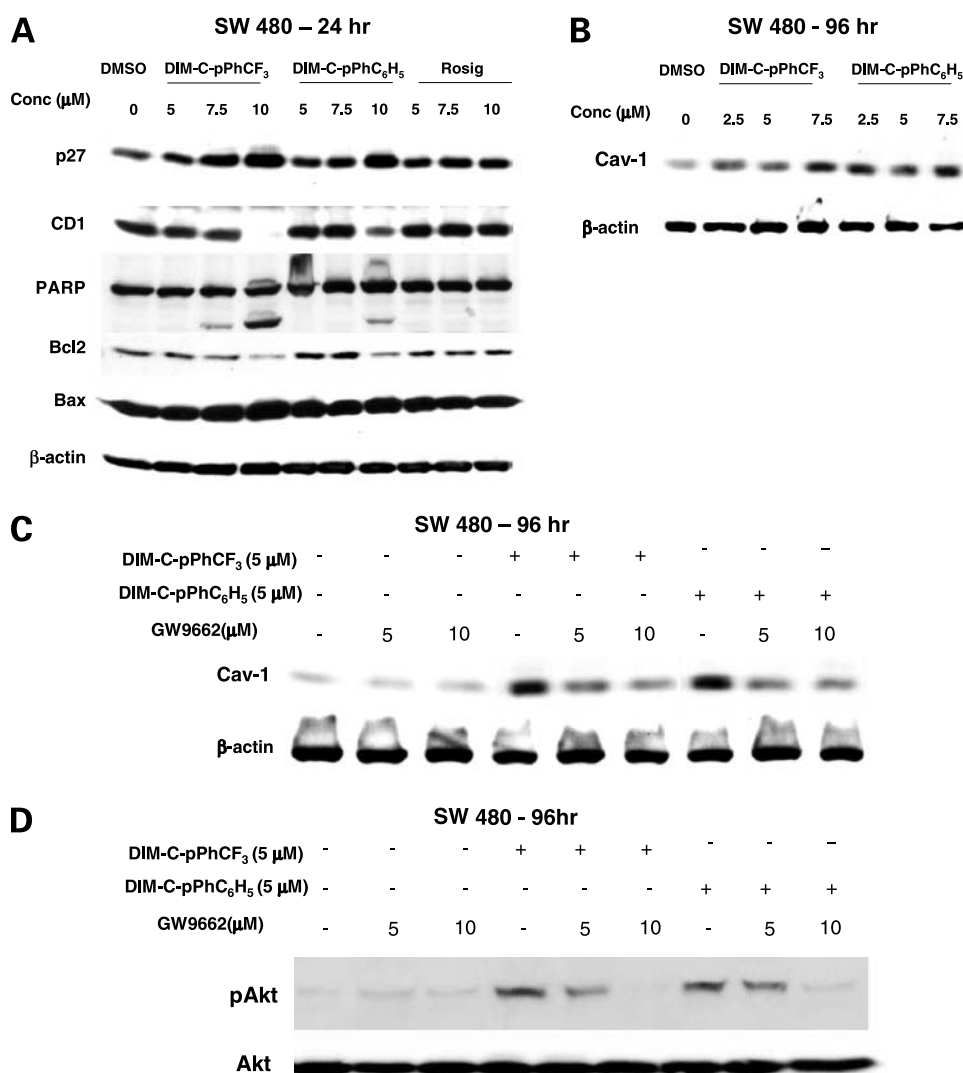 A
SW 480 – 24 hr
DMSO DIM-C-pPhCF3 DIM-C-pPhC6H5 Rosig
Conc (µM) 0 5 7.5 10 5 7.5 10 5 7.5 10
p27
CD1
PARP
Bcl2
Bax
β-actin
B
SW 480 - 96 hr
DMSO DIM-C-pPhCF3 DIM-C-pPhC6H5
0 2.5 5 7.5 2.5 5 7.5
Cav-1
β-actin
C
SW 480 – 96 hr
DIM-C-pPhCF3 (5 µM) - - - + + + - - –
DIM-C-pPhC6H5 (5 µM) - - - - - - + + +
GW9662(µM) - 5 10 - 5 10 - 5 10
Cav-1
β-actin
D
SW 480 - 96hr
DIM-C-pPhCF3 (5 µM) - - - + + + - - –
DIM-C-pPhC6H5 (5 µM) - - - - - - + + +
GW9662(µM) - 5 10 - 5 10 - 5 10
pAkt
Akt